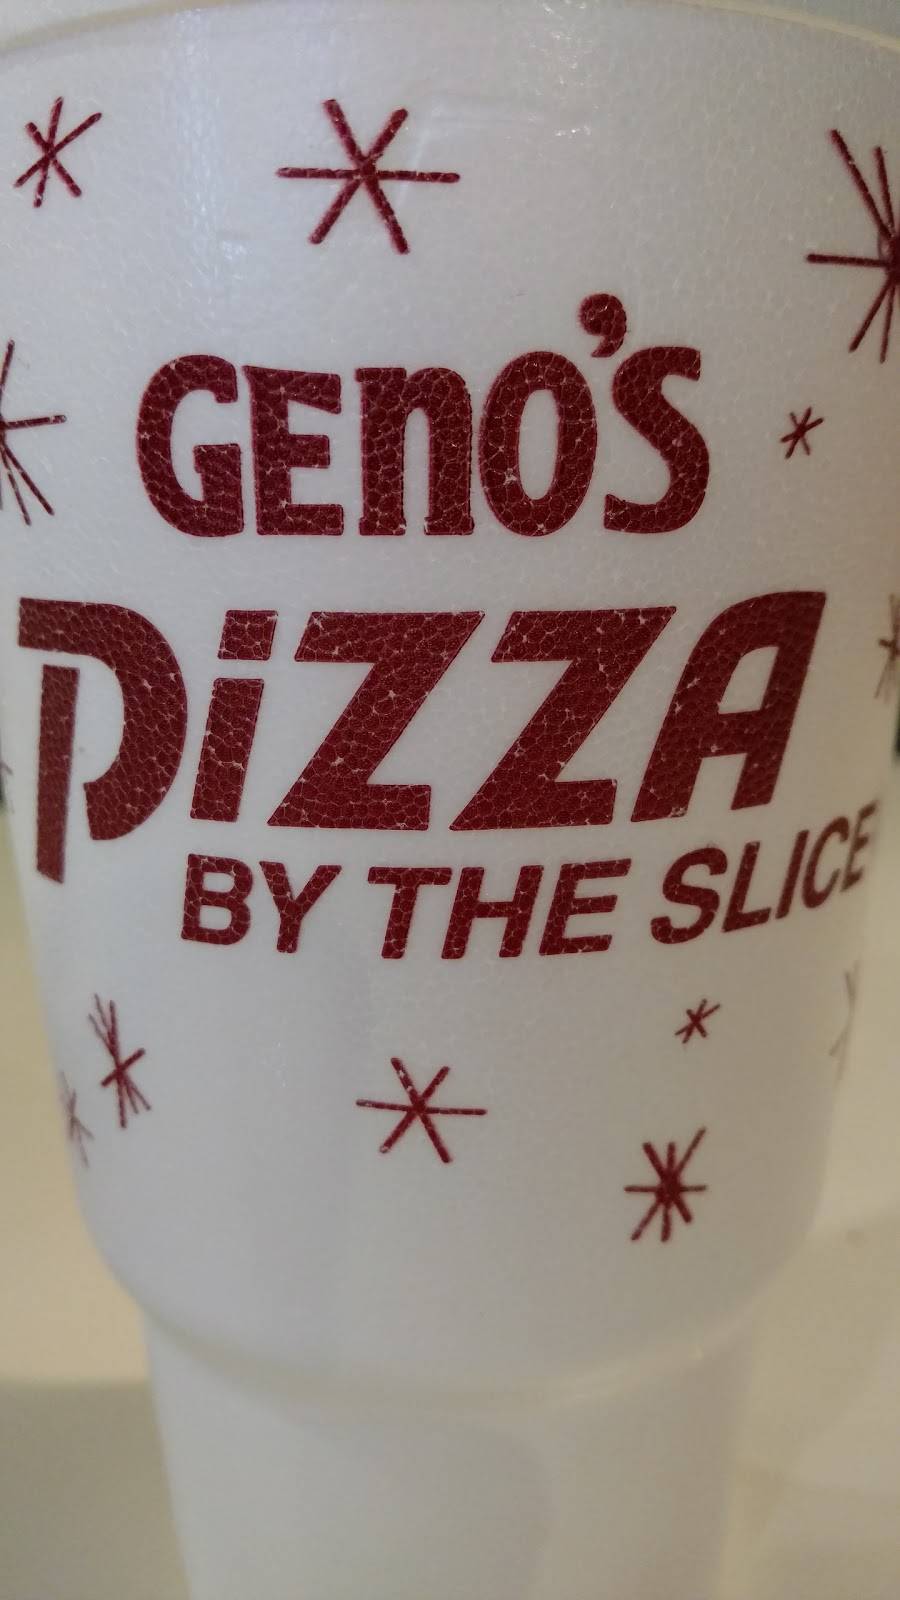 GENO'S
PIZZA
BY THE SLICE